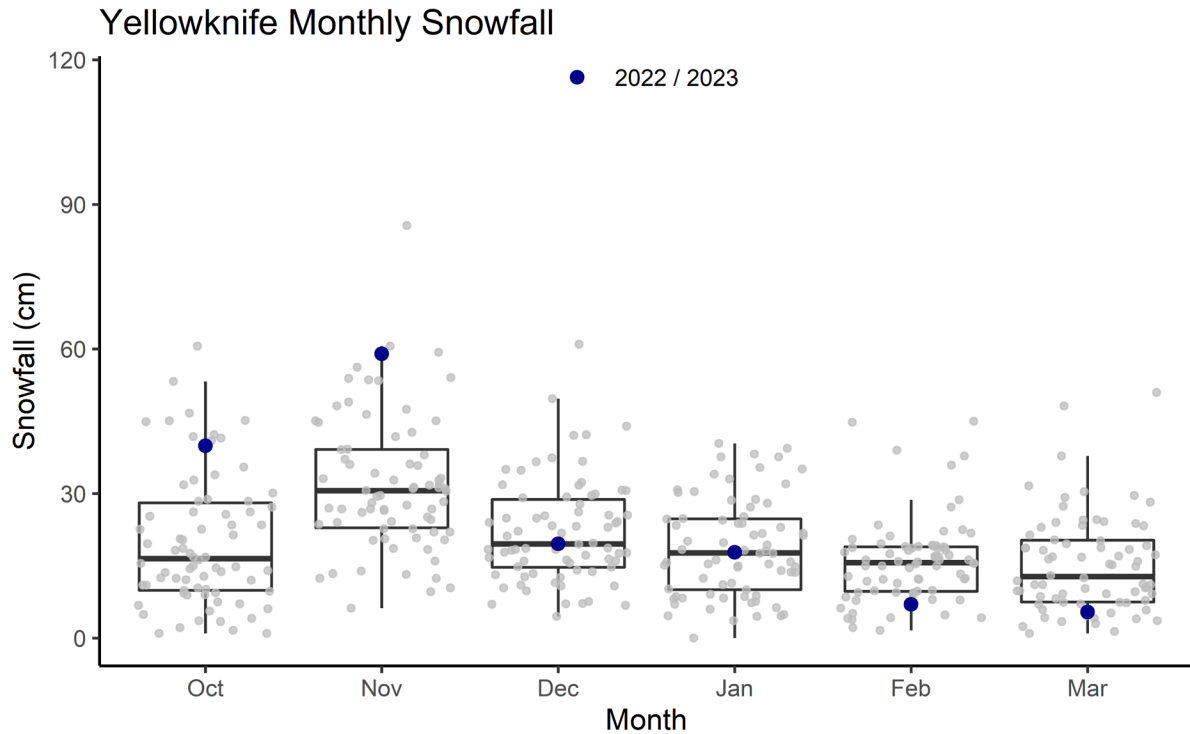 Yellowknife Monthly Snowfall
2022 / 2023
120
90
60
30
0
Snowfall (cm)
Oct Nov Dec Jan Feb Mar
Month